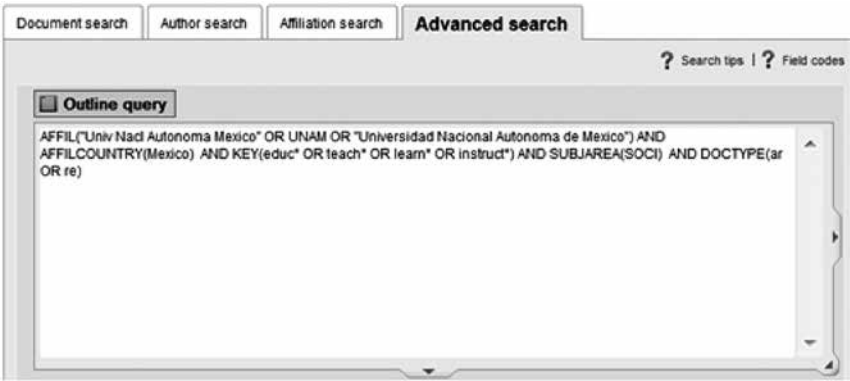 Document search Author search Affiliation search Advanced search
? Search tips | ? Field codes
Outline query
AFFIL("Univ Nacl Autonoma Mexico" OR UNAM OR "Universidad Nacional Autonoma de Mexico") AND
AFFILCOUNTRY(Mexico) AND KEY(educ* OR teach* OR learn* OR instruct*) AND SUBJAREA(SOCI) AND DOCTYPE(ar
OR re)